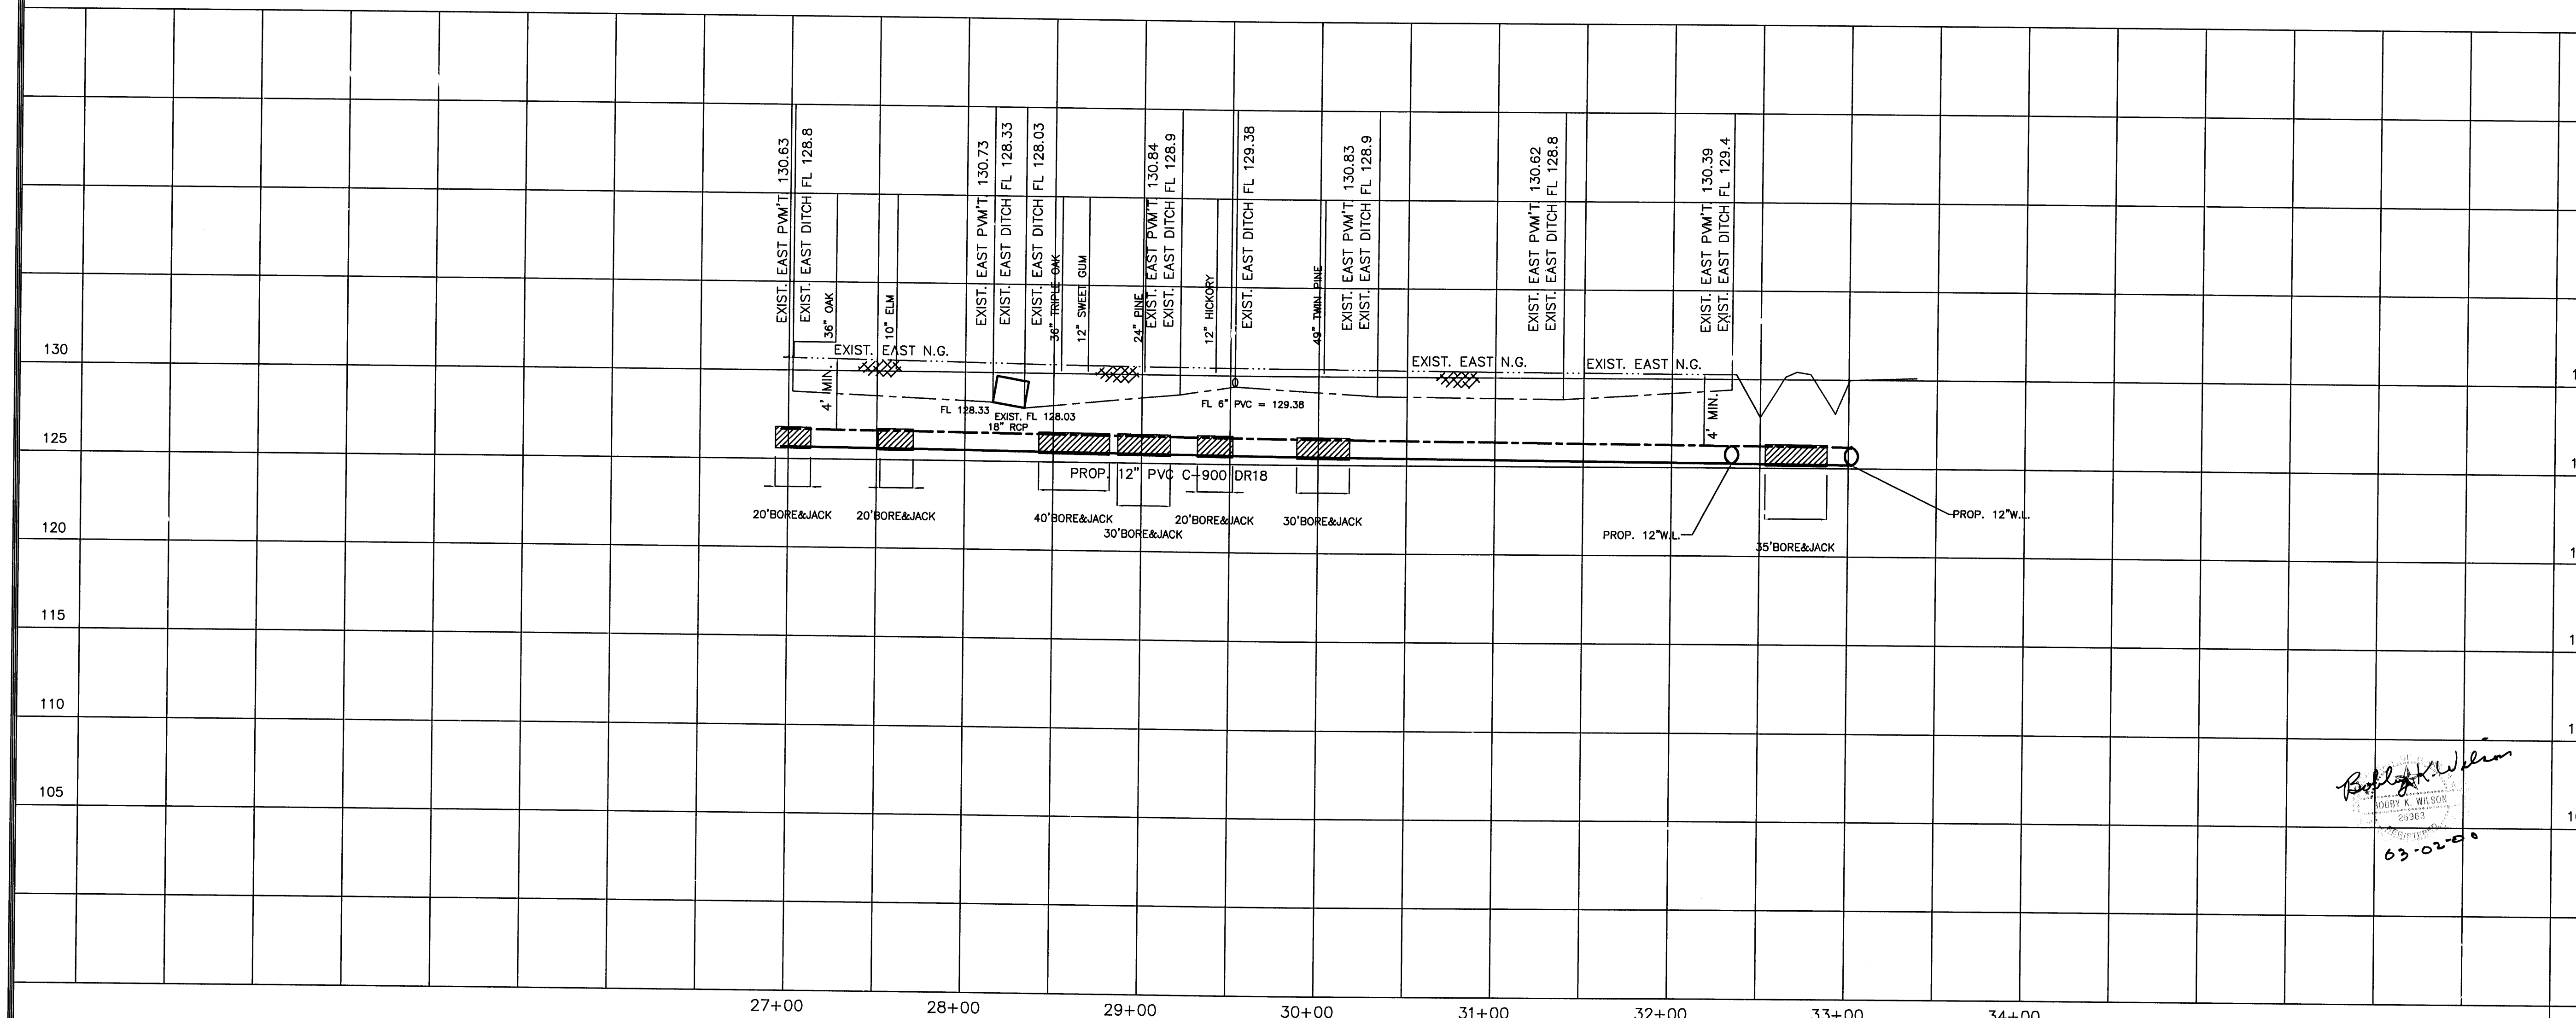 EXIST. EAST PVM'T. 130.63
EXIST. EAST DITCH FL 128.8
36" OAK
10" ELM
EXIST. EAST PVM'T. 130.73
EXIST. EAST DITCH FL 128.33
EXIST. EAST DITCH FL 128.03
36" TRIPLE OAK
12" SWEET GUM
24" PINE
EXIST. EAST PVM'T. 130.84
EXIST. EAST DITCH FL 128.9
12" HICKORY
EXIST. EAST DITCH FL 129.38
49" TWIN PINE
EXIST. EAST PVM'T. 130.83
EXIST. EAST DITCH FL 128.9
EXIST. EAST PVM'T. 130.62
EXIST. EAST DITCH FL 128.8
EXIST. EAST PVM'T. 130.39
EXIST. EAST DITCH FL 129.4
130
EXIST. EAST N.G.
EXIST. EAST N.G.
EXIST. EAST N.G.
4' MIN.
4' MIN.
FL 128.33
EXIST. FL 128.03
18" RCP
FL 6" PVC = 129.38
125
PROP. 12" PVC C-900 DR18
20'BORE&JACK
20'BORE&JACK
40'BORE&JACK
30'BORE&JACK
20'BORE&JACK
30'BORE&JACK
PROP. 12"W.L.
35'BORE&JACK
PROP. 12"W.L.
120
115
110
105
Bobby K. Wilson
BOBBY K. WILSON
25963
REGISTERED
03-02-00
27+00
28+00
29+00
30+00
31+00
32+00
33+00
34+00